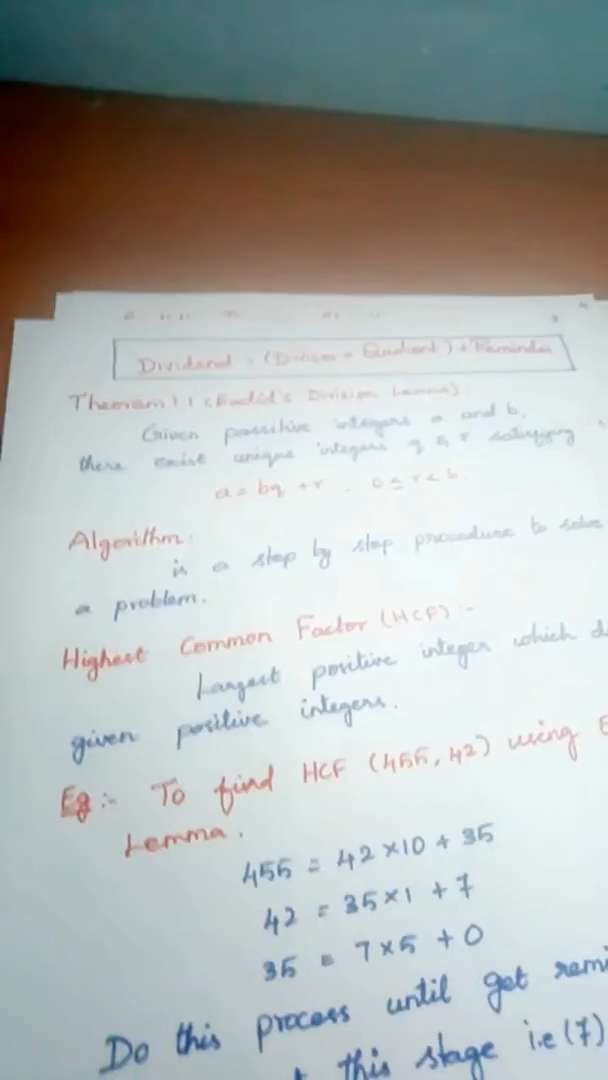 Dividend = (Divisor × Quotient) + Reminder
Theorem 1.1 (Euclid's Division Lemma):
Given possitive integers a and b,
there exist unique integers q & r satisfying
a = bq + r, 0 ≤ r < b.
Algorithm:
is a step by step procedure to solve
a problem.
Highest Common Factor (HCF):-
Largest positive integer which
given positive integers.
Eg:- To find HCF (455, 42) using
Lemma.
455 = 42 × 10 + 35
42 = 35 × 1 + 7
35 = 7 × 5 + 0
Do this process until get
this stage i.e (7)